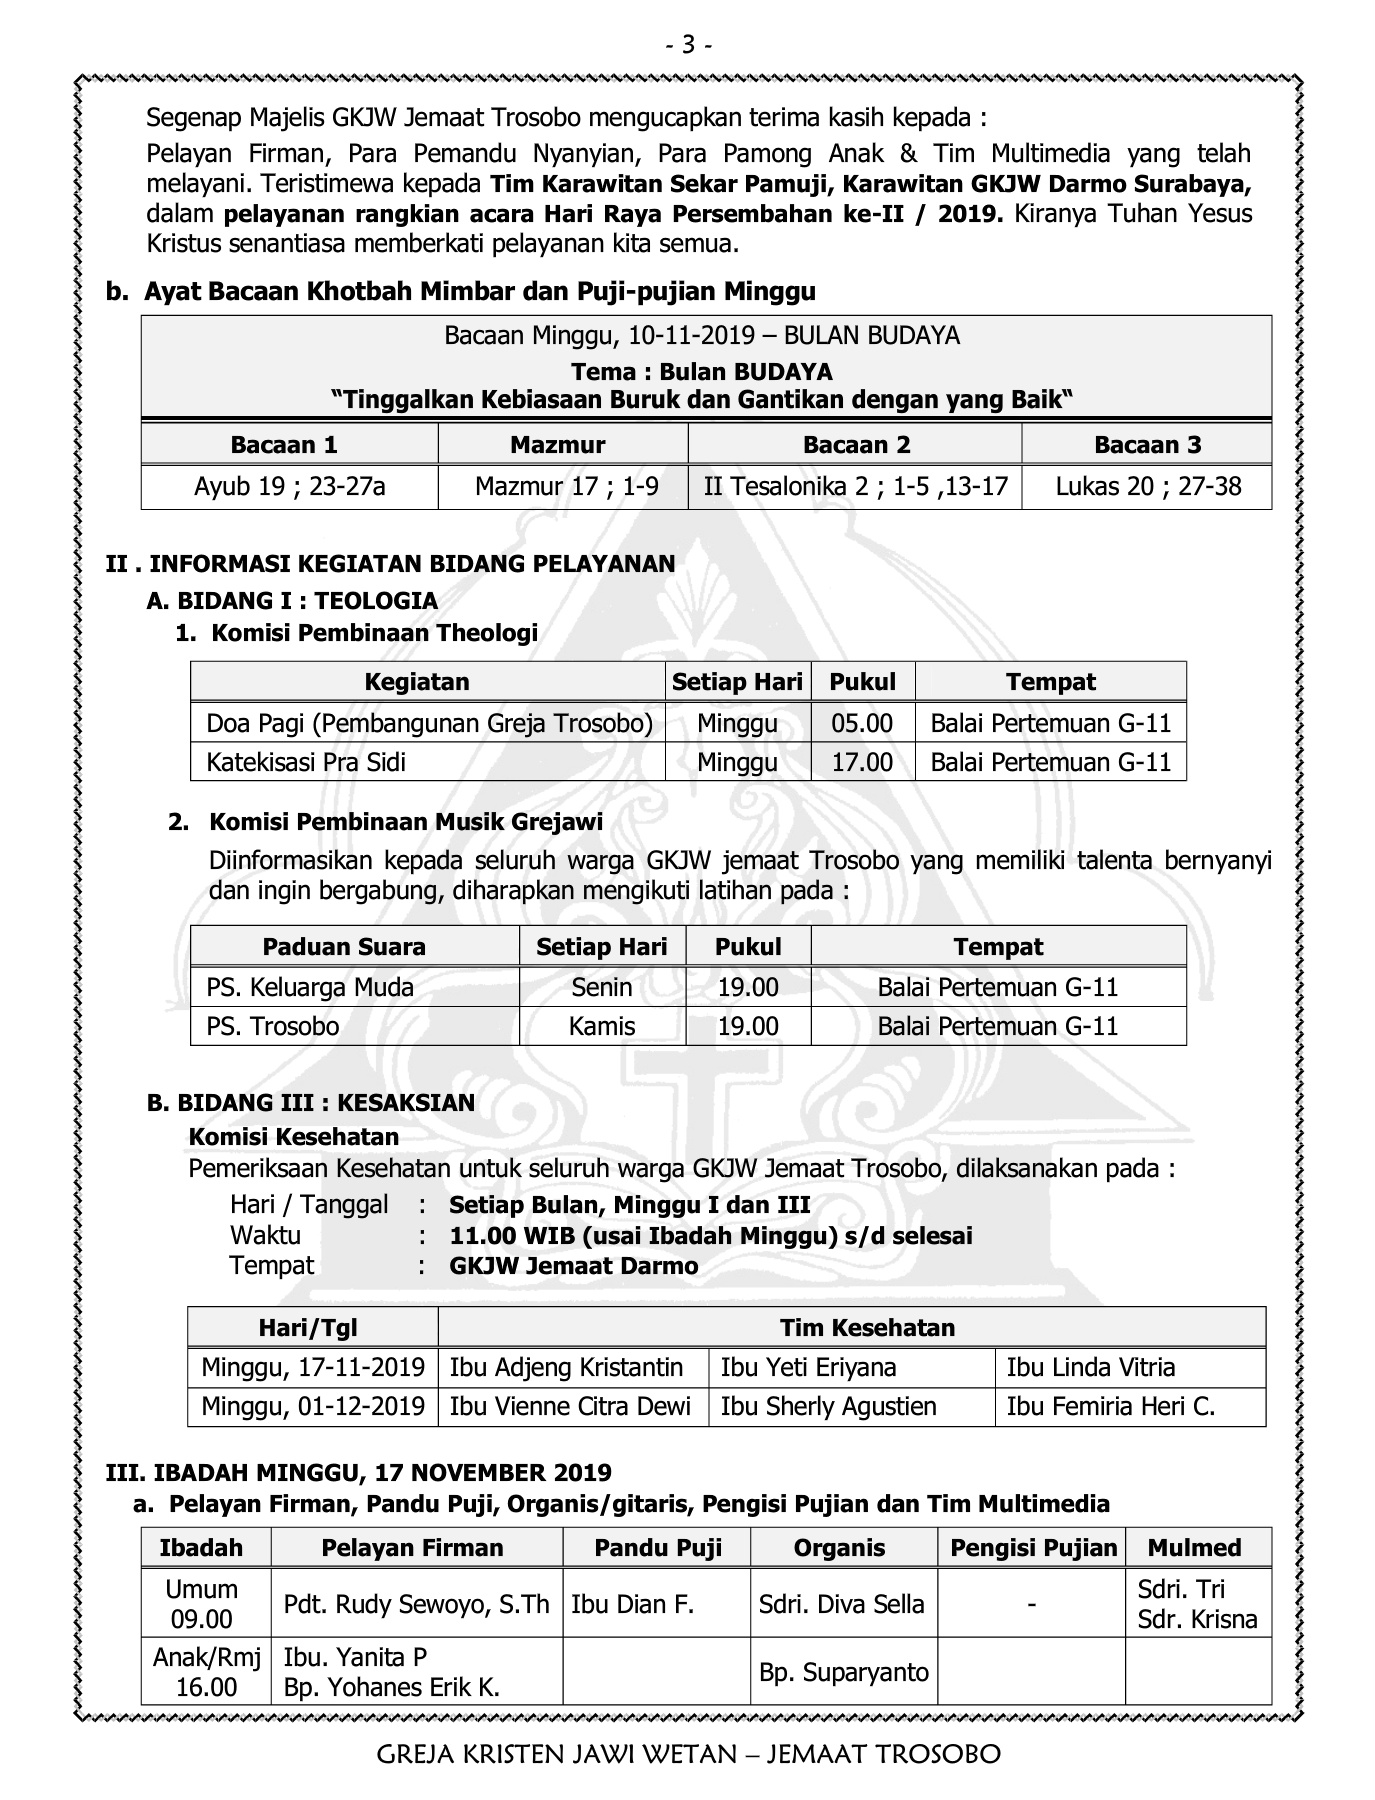 - 3 -
Segenap Majelis GKJW Jemaat Trosobo mengucapkan terima kasih kepada :
Pelayan Firman, Para Pemandu Nyanyian, Para Pamong Anak & Tim Multimedia yang telah
melayani. Teristimewa kepada Tim Karawitan Sekar Pamuji, Karawitan GKJW Darmo Surabaya,
dalam pelayanan rangkian acara Hari Raya Persembahan ke-II / 2019. Kiranya Tuhan Yesus
Kristus senantiasa memberkati pelayanan kita semua.
b. Ayat Bacaan Khotbah Mimbar dan Puji-pujian Minggu
Bacaan Minggu, 10-11-2019 – BULAN BUDAYA
Tema : Bulan BUDAYA
“Tinggalkan Kebiasaan Buruk dan Gantikan dengan yang Baik“
Bacaan 1 Mazmur Bacaan 2 Bacaan 3
Ayub 19 ; 23-27a Mazmur 17 ; 1-9 II Tesalonika 2 ; 1-5 ,13-17 Lukas 20 ; 27-38
II . INFORMASI KEGIATAN BIDANG PELAYANAN
A. BIDANG I : TEOLOGIA
1. Komisi Pembinaan Theologi
Kegiatan Setiap Hari Pukul Tempat
Doa Pagi (Pembangunan Greja Trosobo) Minggu 05.00 Balai Pertemuan G-11
Katekisasi Pra Sidi Minggu 17.00 Balai Pertemuan G-11
2. Komisi Pembinaan Musik Grejawi
Diinformasikan kepada seluruh warga GKJW jemaat Trosobo yang memiliki talenta bernyanyi
dan ingin bergabung, diharapkan mengikuti latihan pada :
Paduan Suara Setiap Hari Pukul Tempat
PS. Keluarga Muda Senin 19.00 Balai Pertemuan G-11
PS. Trosobo Kamis 19.00 Balai Pertemuan G-11
B. BIDANG III : KESAKSIAN
Komisi Kesehatan
Pemeriksaan Kesehatan untuk seluruh warga GKJW Jemaat Trosobo, dilaksanakan pada :
Hari / Tanggal : Setiap Bulan, Minggu I dan III
Waktu : 11.00 WIB (usai Ibadah Minggu) s/d selesai
Tempat : GKJW Jemaat Darmo
Hari/Tgl Tim Kesehatan
Minggu, 17-11-2019 Ibu Adjeng Kristantin Ibu Yeti Eriyana Ibu Linda Vitria
Minggu, 01-12-2019 Ibu Vienne Citra Dewi Ibu Sherly Agustien Ibu Femiria Heri C.
III. IBADAH MINGGU, 17 NOVEMBER 2019
a. Pelayan Firman, Pandu Puji, Organis/gitaris, Pengisi Pujian dan Tim Multimedia
Ibadah Pelayan Firman Pandu Puji Organis Pengisi Pujian Mulmed
Umum
09.00
Pdt. Rudy Sewoyo, S.Th Ibu Dian F. Sdri. Diva Sella -
Sdri. Tri
Sdr. Krisna
Anak/Rmj
16.00
Ibu. Yanita P
Bp. Yohanes Erik K.
Bp. Suparyanto
GREJA KRISTEN JAWI WETAN – JEMAAT TROSOBO